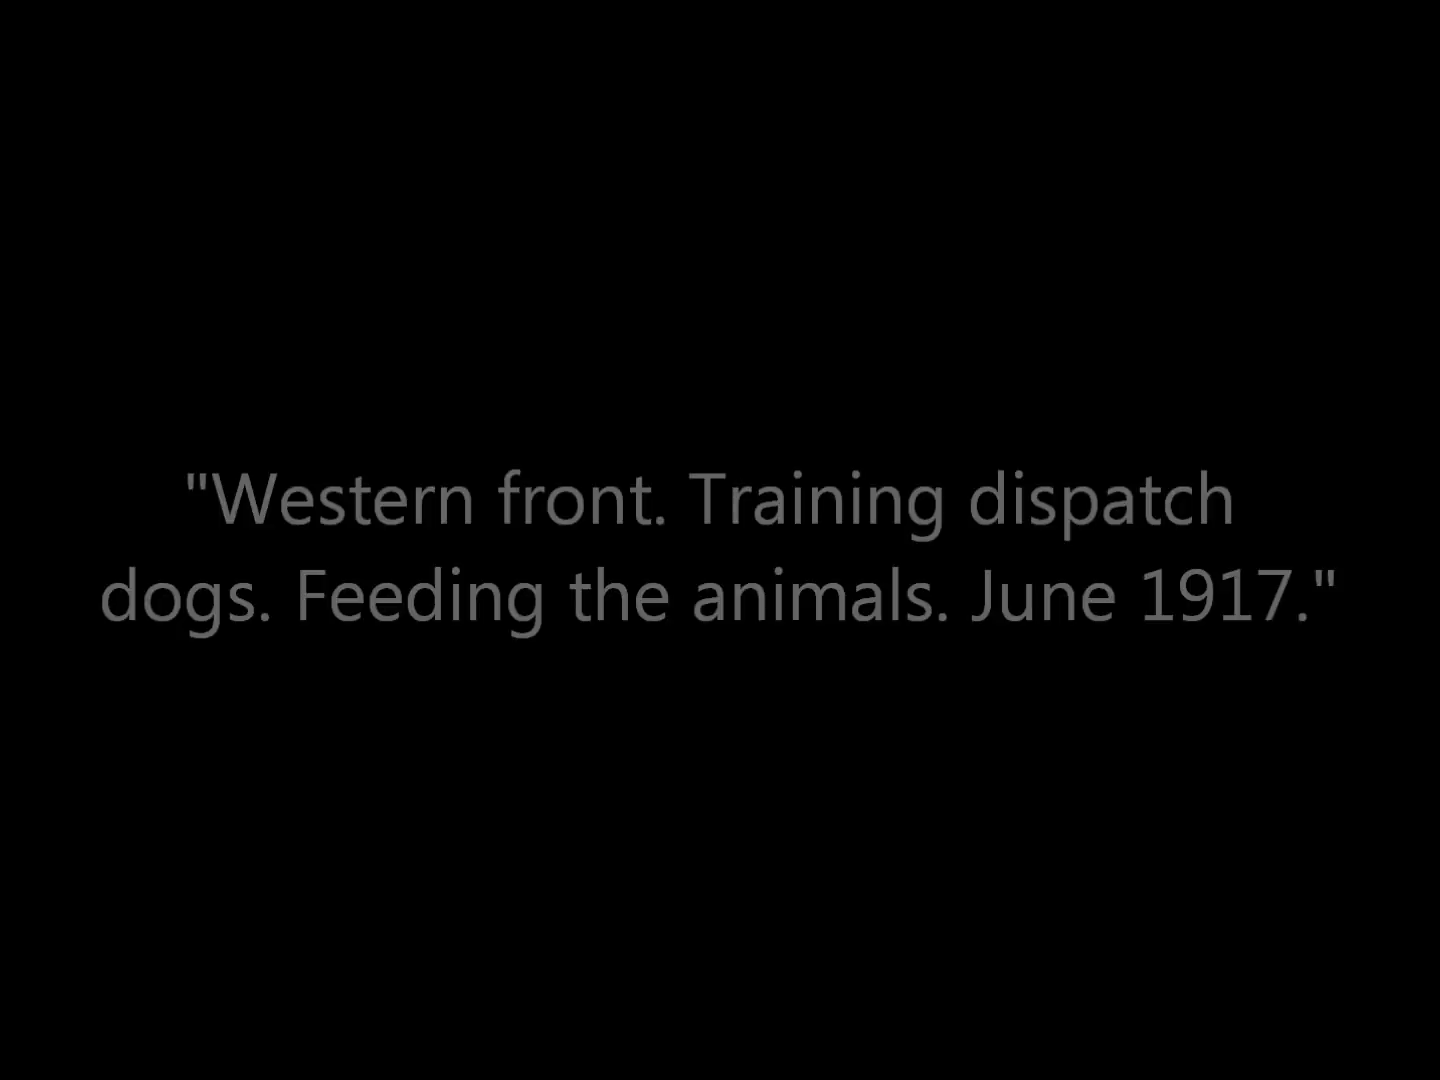 "Western front. Training dispatch
dogs. Feeding the animals. June 1917."